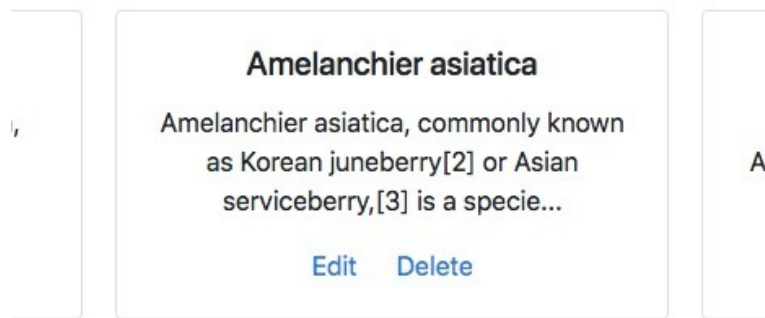 Amelanchier asiatica
Amelanchier asiatica, commonly known
as Korean juneberry[2] or Asian
serviceberry,[3] is a specie...
Edit Delete
,
A